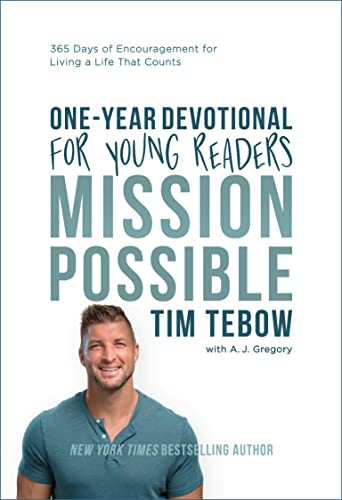 365 Days of Encouragement for
Living a Life That Counts
ONE-YEAR DEVOTIONAL
FOR YOUNG READERS
MISSION
POSSIBLE
TIM TEBOW
with A. J. Gregory
NEW YORK TIMES BESTSELLING AUTHOR